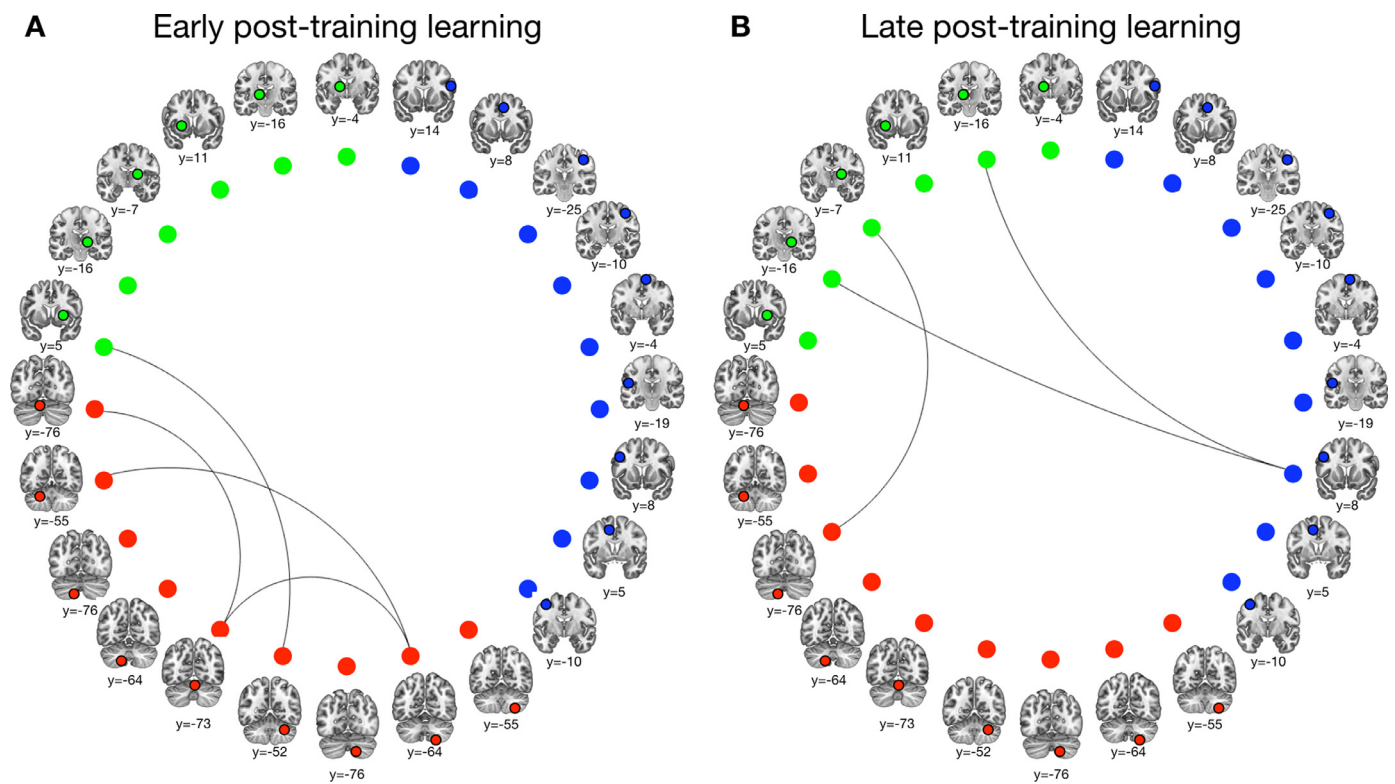 A
Early post-training learning
y=-4
y=14
y=8
y=-25
y=-10
y=-4
y=-19
y=8
y=5
y=-10
y=-55
y=-64
y=-76
y=-52
y=-73
y=-64
y=-76
y=-55
y=-76
y=5
y=-16
y=-7
y=11
y=-16
B
Late post-training learning
y=-4
y=14
y=8
y=-25
y=-10
y=-4
y=-19
y=8
y=5
y=-10
y=-55
y=-64
y=-76
y=-52
y=-73
y=-64
y=-76
y=-55
y=-76
y=5
y=-16
y=-7
y=11
y=-16